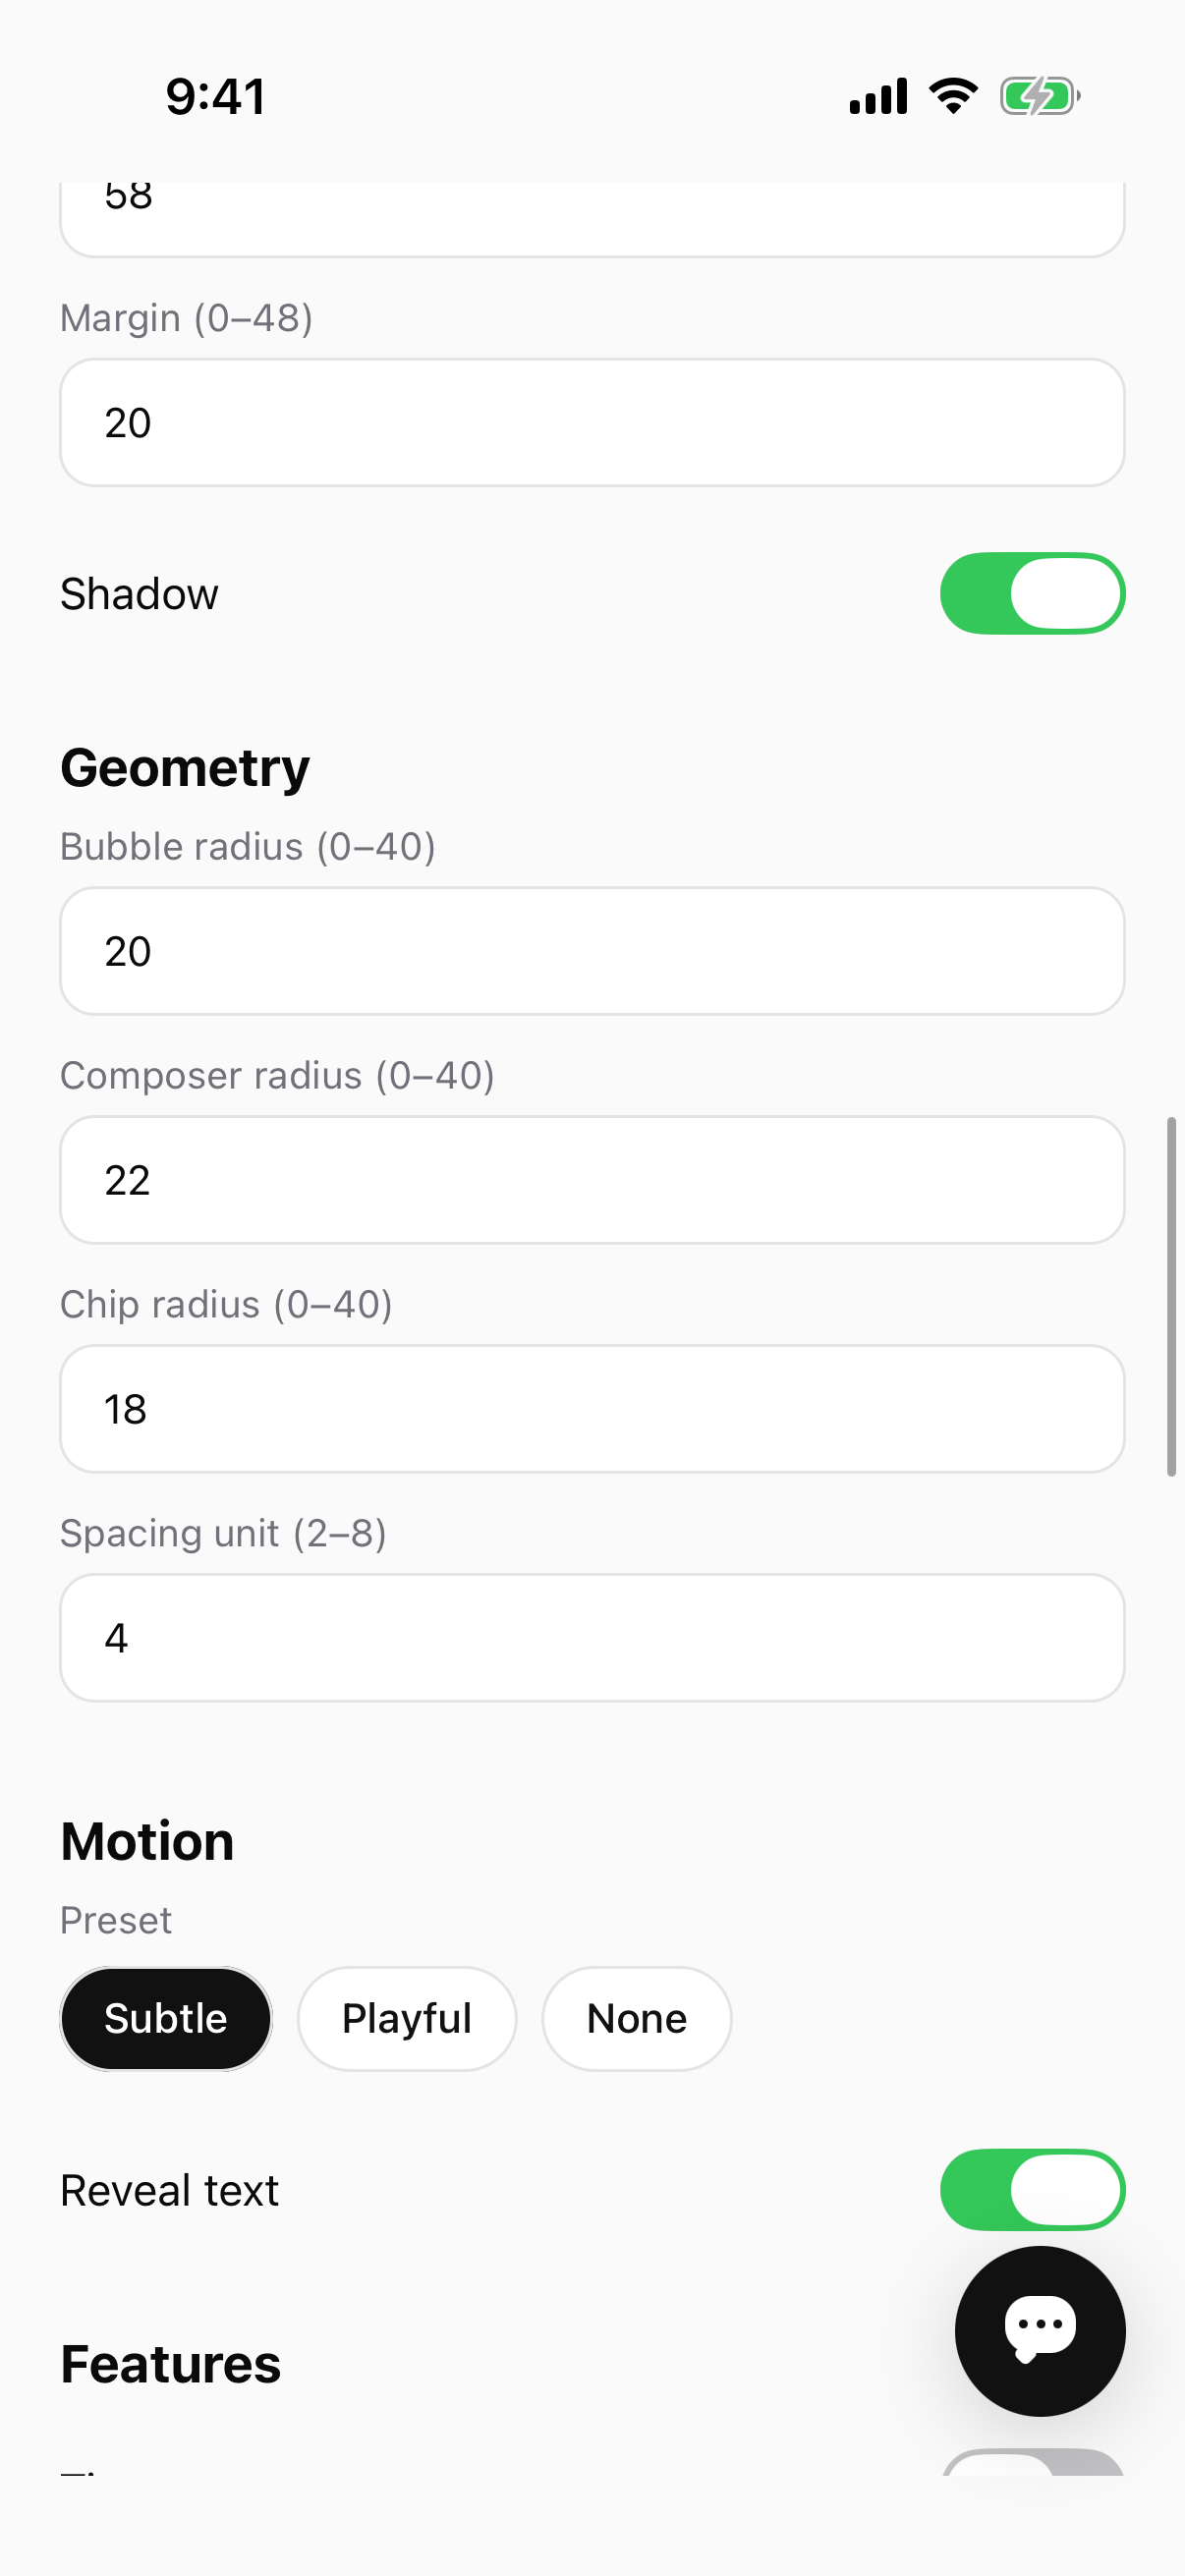 9:41
58
Margin (0–48)
20
Shadow
Geometry
Bubble radius (0–40)
20
Composer radius (0–40)
22
Chip radius (0–40)
18
Spacing unit (2–8)
4
Motion
Preset
Subtle
Playful
None
Reveal text
Features